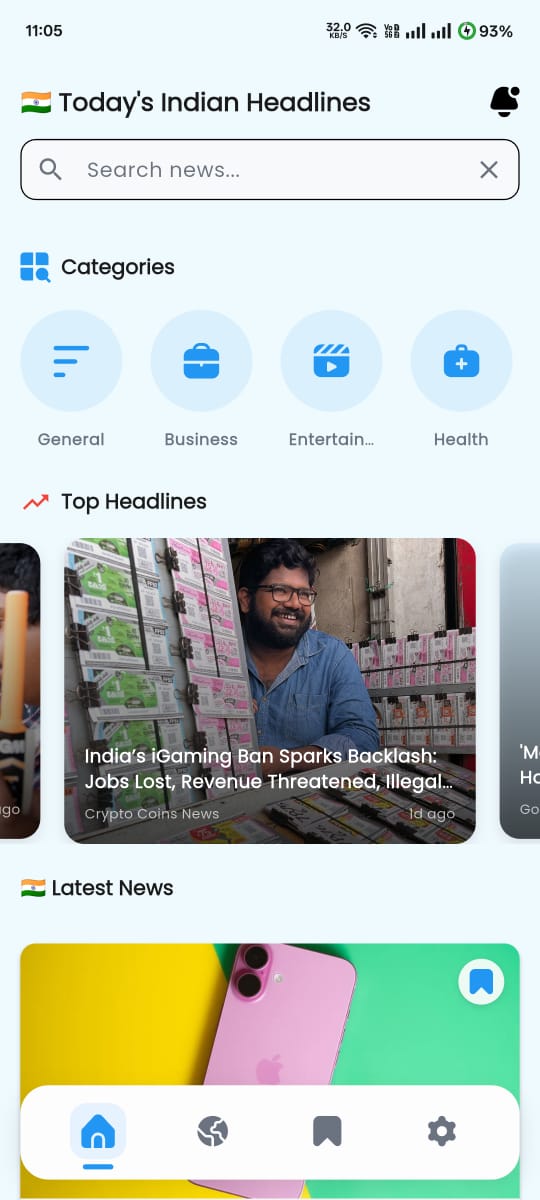 11:05
32.0
KB/S
93%
🇮🇳 Today's Indian Headlines
Search news...
Categories
General
Business
Entertain...
Health
Top Headlines
India’s iGaming Ban Sparks Backlash:
Jobs Lost, Revenue Threatened, Illegal...
Crypto Coins News
1d ago
ago
'M
Ho
Go
🇮🇳 Latest News